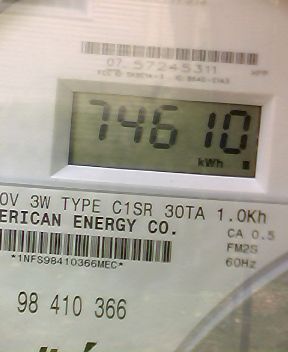 07 57245311
74610
kWh
0V 3W TYPE C1SR 30TA 1.0Kh
ERICAN ENERGY CO.
CA 0.5
FM2S
60Hz
*1NFS98410366MEC*
98 410 366